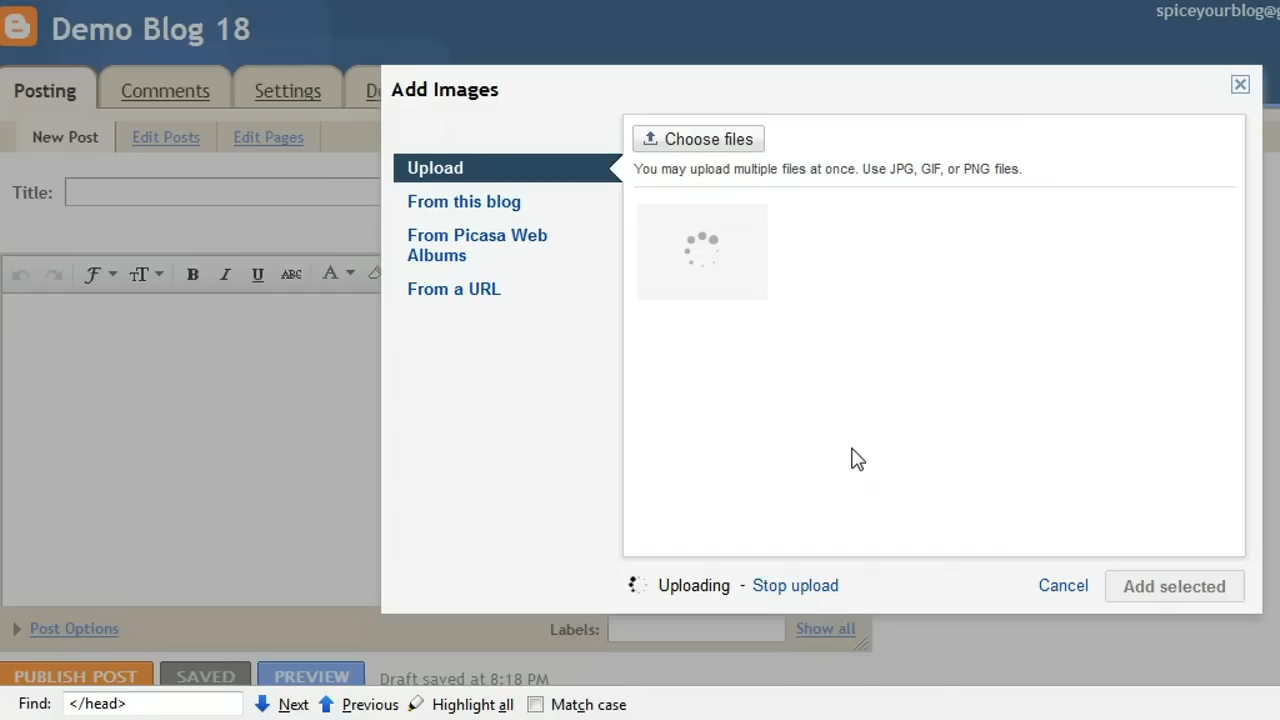 Demo Blog 18
spiceyourblog@g
Posting Comments Settings De
New Post Edit Posts Edit Pages
Title:
B I U ABC A
Add Images
Upload
From this blog
From Picasa Web
Albums
From a URL
Choose files
You may upload multiple files at once. Use JPG, GIF, or PNG files.
Uploading - Stop upload
Cancel Add selected
Post Options
Labels: Show all
PUBLISH POST SAVED PREVIEW Draft saved at 8:18 PM
Find: </head> Next Previous Highlight all Match case